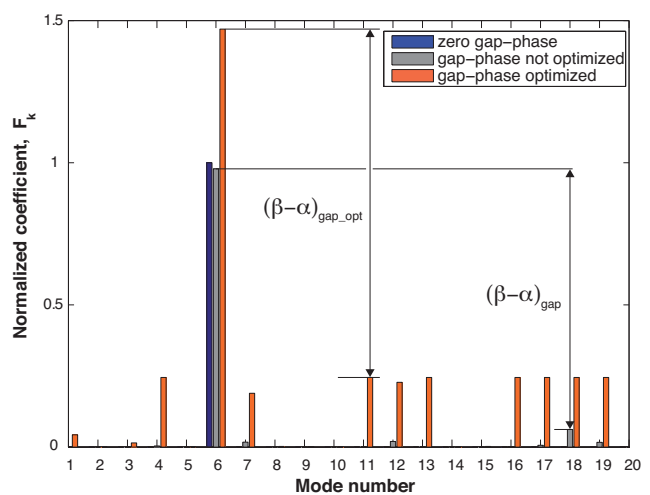 1.5
zero gap-phase
gap-phase not optimized
gap-phase optimized
Normalized coefficient, F_k
1
(β-α)gap_opt
0.5
(β-α)gap
0
1 2 3 4 5 6 7 8 9 10 11 12 13 14 15 16 17 18 19 20
Mode number